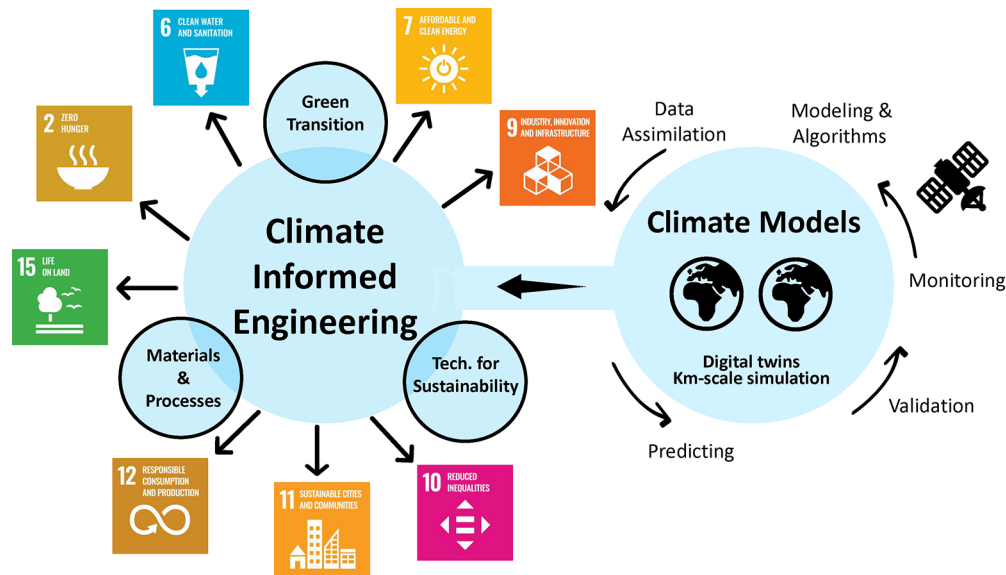 6 CLEAN WATER
AND SANITATION
7 AFFORDABLE AND
CLEAN ENERGY
Green
Transition
2 ZERO
HUNGER
9 INDUSTRY, INNOVATION
AND INFRASTRUCTURE
15 LIFE
ON LAND
Climate
Informed
Engineering
Materials
&
Processes
Tech. for
Sustainability
12 RESPONSIBLE
CONSUMPTION
AND PRODUCTION
11 SUSTAINABLE CITIES
AND COMMUNITIES
10 REDUCED
INEQUALITIES
Data
Assimilation
Modeling &
Algorithms
Climate Models
Monitoring
Digital twins
Km-scale simulation
Validation
Predicting